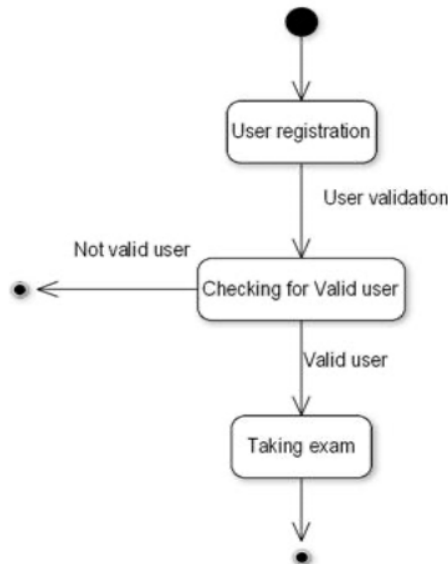 User registration
User validation
Not valid user
Checking for Valid user
Valid user
Taking exam